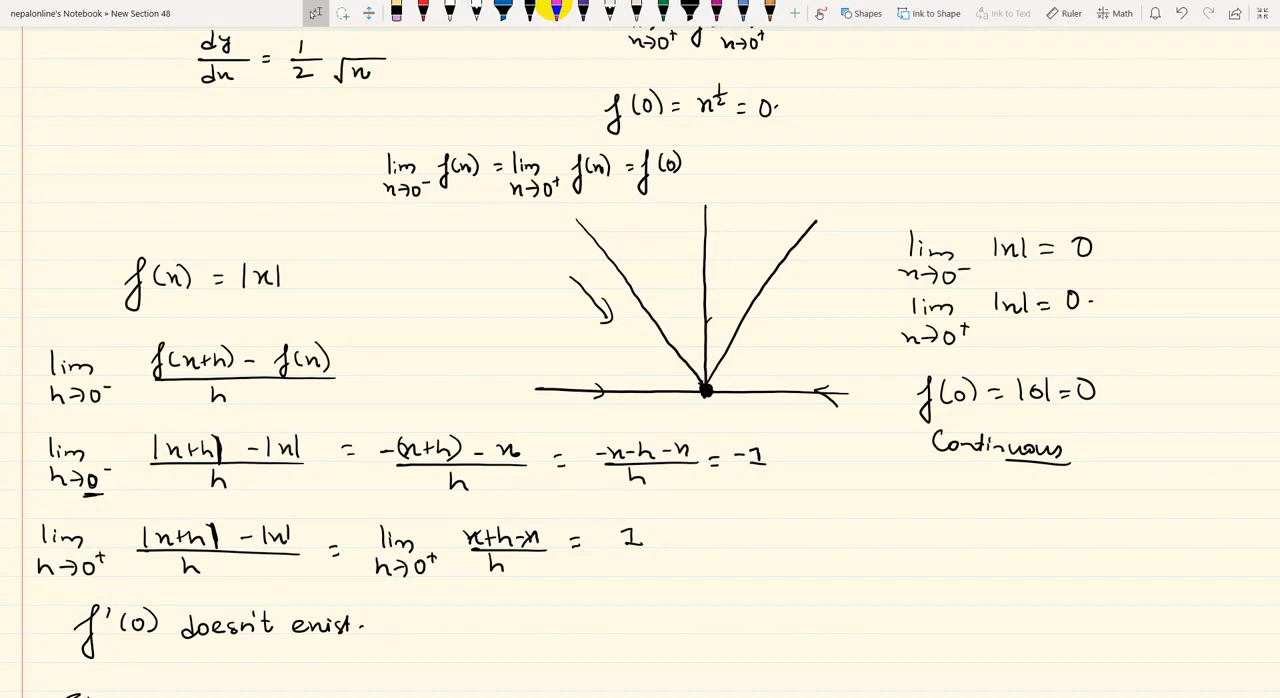 nepalonline's Notebook » New Section 48
Shapes Ink to Shape Ink to Text Ruler Math
dy/dx = 1/2 √x
x→0⁺ x→0⁺
f(0) = x^½ = 0.
lim x→0⁻ f(x) = lim x→0⁺ f(x) = f(0)
f(x) = |x|
lim x→0⁻ |x| = 0
lim x→0⁺ |x| = 0.
lim h→0⁻ f(x+h) - f(x) / h
f(0) = |0| = 0
Continuous
lim h→0⁻ |x+h| - |x| / h = -(x+h) - x / h = -x-h-x / h = -1
lim h→0⁺ |x+h| - |x| / h = lim h→0⁺ x+h-x / h = 1
f'(0) doesn't exist.